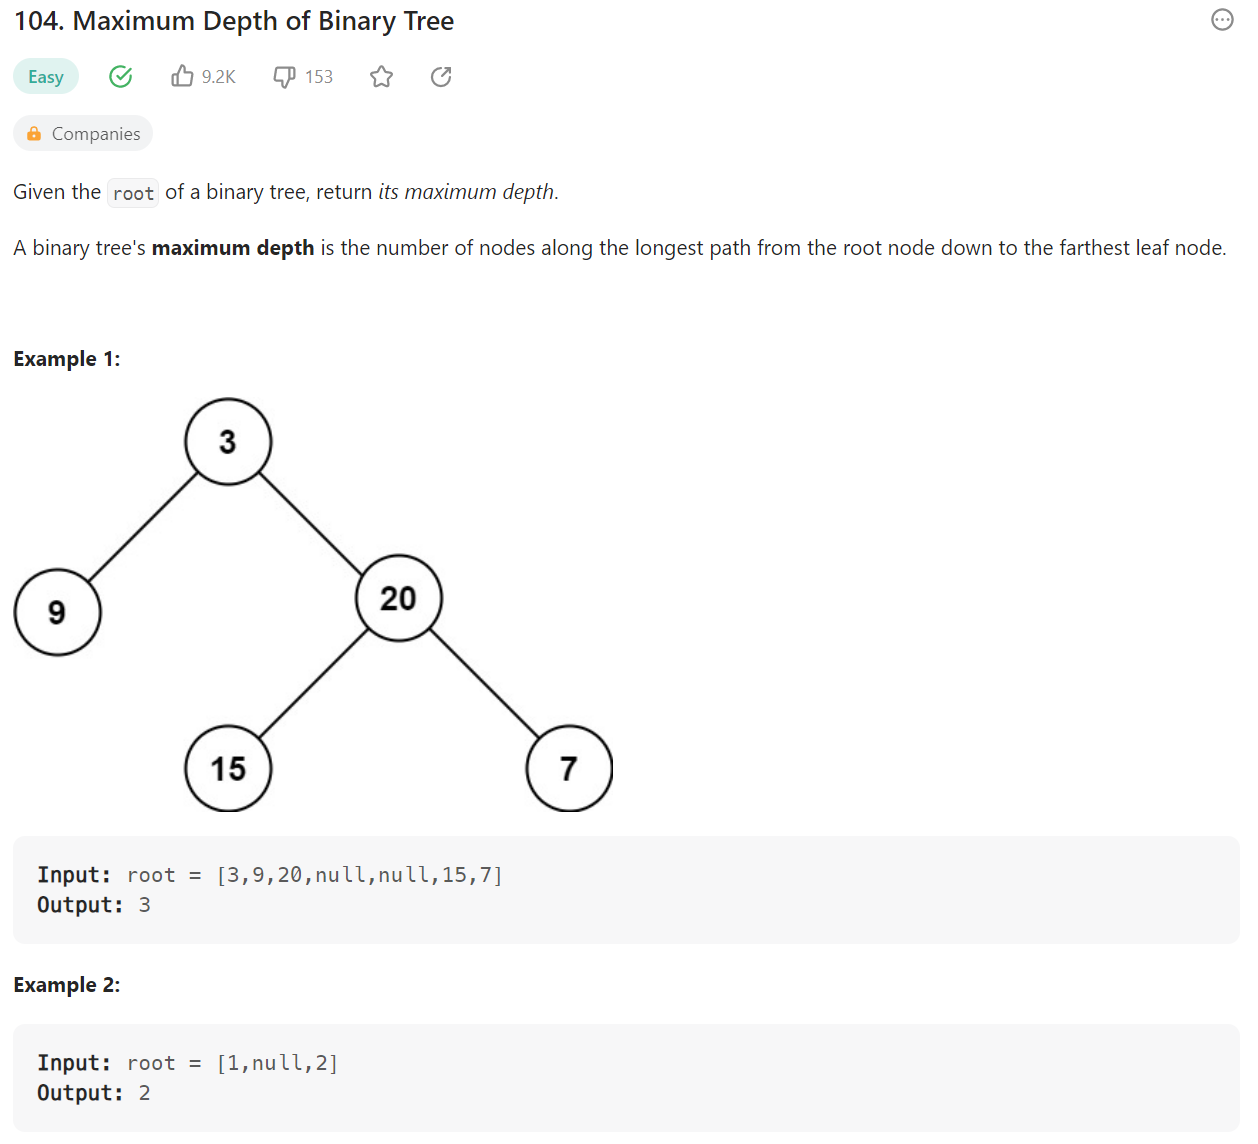 104. Maximum Depth of Binary Tree
Easy 9.2K 153
Companies
Given the root of a binary tree, return its maximum depth.
A binary tree's maximum depth is the number of nodes along the longest path from the root node down to the farthest leaf node.
Example 1:
3
9 20
15 7
Input: root = [3,9,20,null,null,15,7]
Output: 3
Example 2:
Input: root = [1,null,2]
Output: 2